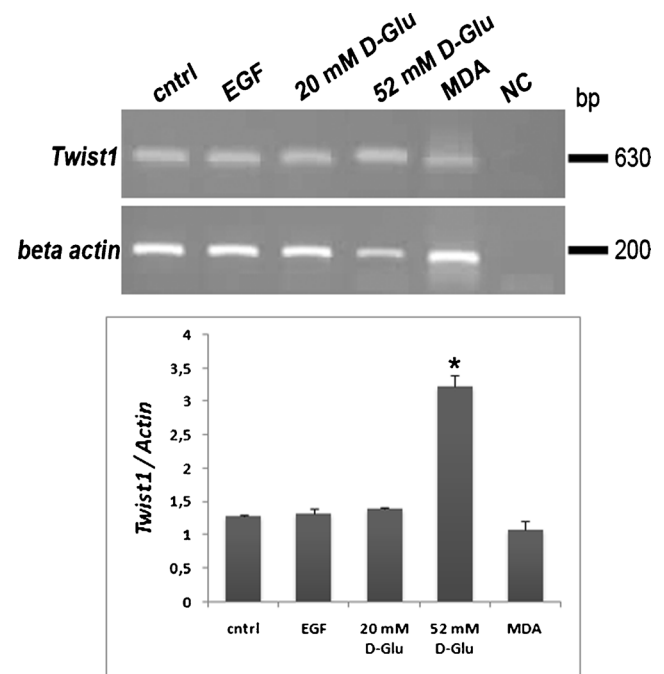 cntrl EGF 20 mM D-Glu 52 mM D-Glu MDA NC
bp
Twist1 630
beta actin 200
Twist1 / Actin
4
3,5
*
3
2,5
2
1,5
1
0,5
0
cntrl EGF 20 mM D-Glu 52 mM D-Glu MDA